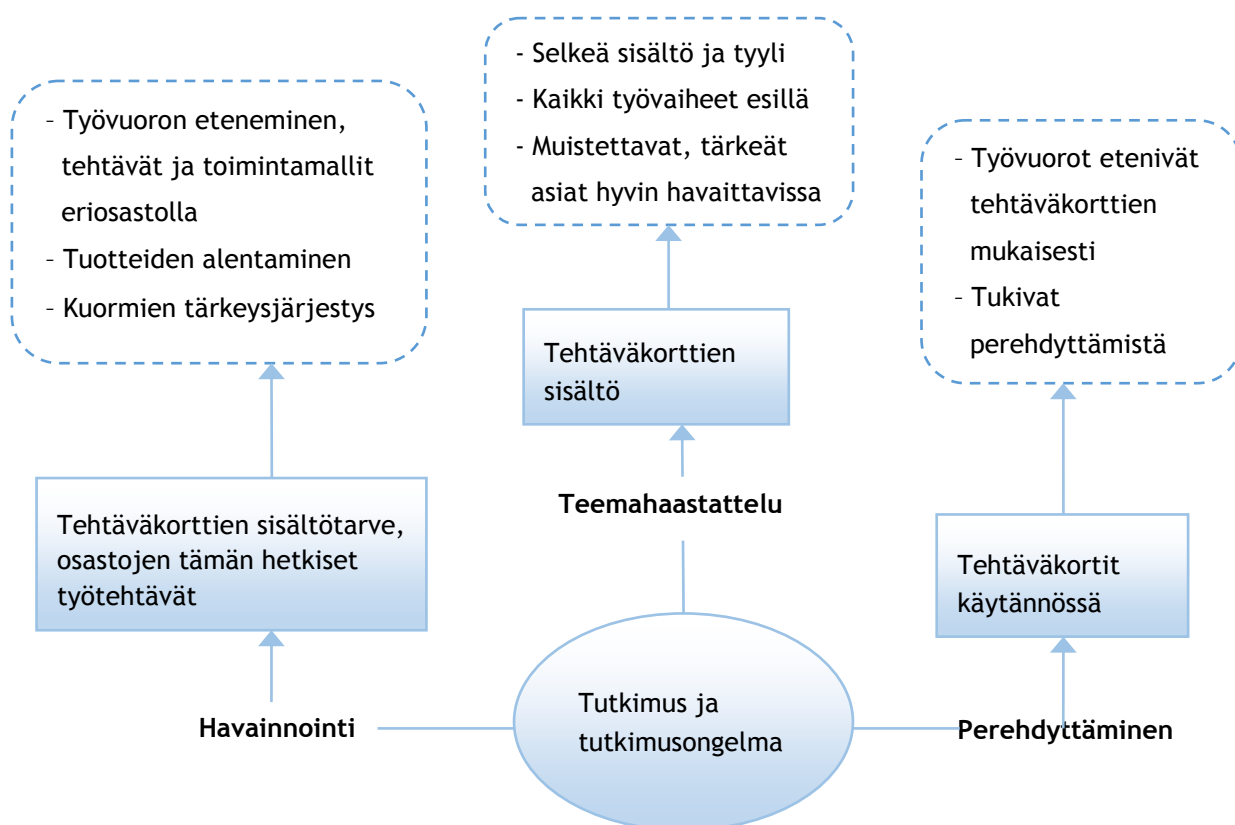 - Työvuoron eteneminen,
tehtävät ja toimintamallit
eriosastolla
- Tuotteiden alentaminen
- Kuormien tärkeysjärjestys
- Selkeä sisältö ja tyyli
- Kaikki työvaiheet esillä
- Muistettavat, tärkeät
asiat hyvin havaittavissa
- Työvuorot etenivät
tehtäväkorttien
mukaisesti
- Tukivat
perehdyttämistä
Tehtäväkorttien
sisältö
Tehtäväkorttien sisältötarve,
osastojen tämän hetkiset
työtehtävät
Teemahaastattelu
Tehtäväkortit
käytännössä
Havainnointi
Tutkimus ja
tutkimusongelma
Perehdyttäminen